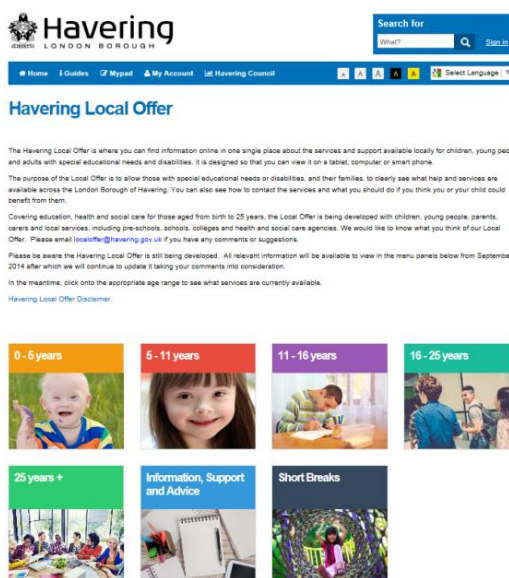 Havering
LONDON BOROUGH
Search for
What?
Sign in
Home
Guides
Mypad
My Account
Havering Council
A
A
A
A
A
Select Language
Havering Local Offer
The Havering Local Offer is where you can find information online in one single place about the services and support available locally for children, young peo
and adults with special educational needs and disabilities. It is designed so that you can view it on a tablet, computer or smart phone.
The purpose of the Local Offer is to allow those with special educational needs or disabilities, and their families, to clearly see what help and services are
available across the London Borough of Havering. You can also see how to contact the services and what you should do if you think you or your child could
benefit from them.
Covering education, health and social care for those aged from birth to 25 years, the Local Offer is being developed with children, young people, parents,
carers and local services, including pre-schools, schools, colleges and health and social care agencies. We would like to know what you think of our Local
Offer. Please email localoffer@havering.gov.uk if you have any comments or suggestions.
Please be aware the Havering Local Offer is still being developed. All relevant information will be available to view in the menu panels below from Septembe
2014 after which we will continue to update it taking your comments into consideration.
In the meantime, click onto the appropriate age range to see what services are currently available.
Havering Local Offer Disclaimer
0 - 5 years
5 - 11 years
11 - 16 years
16 - 25 years
25 years +
Information, Support
and Advice
Short Breaks